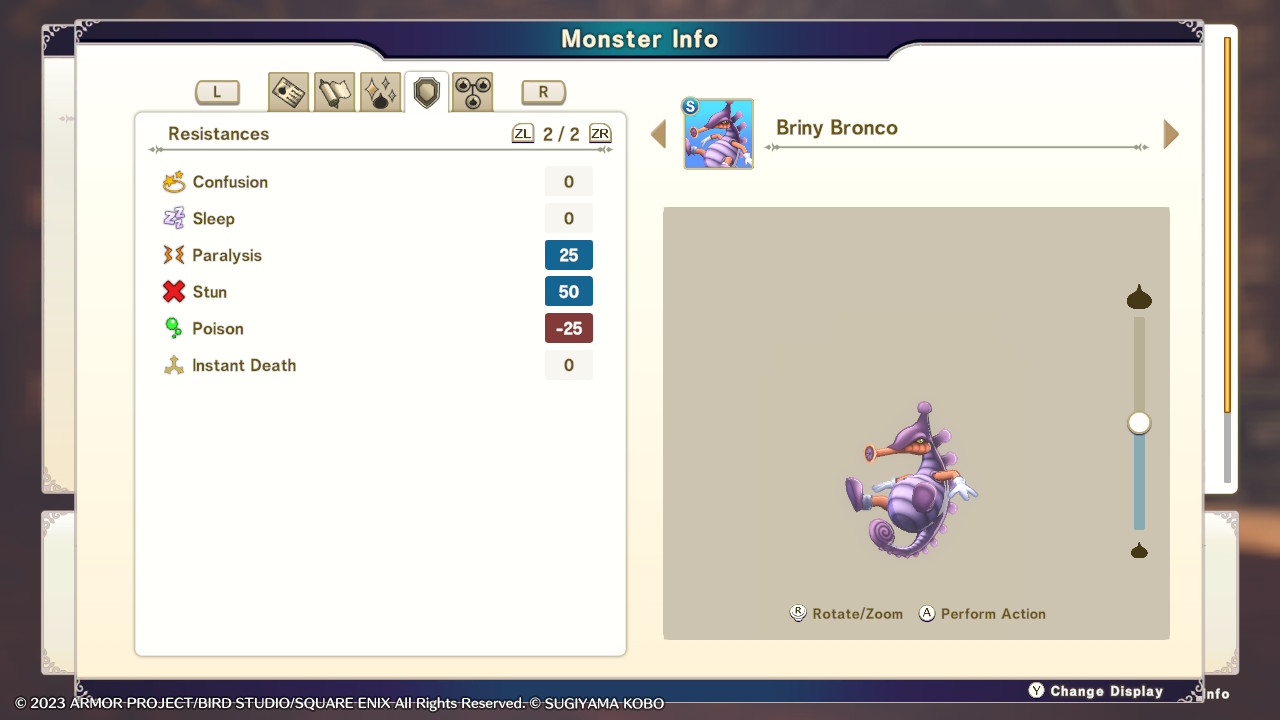 Monster Info
L
R
Resistances
ZL 2 / 2 ZR
S
Briny Bronco
Confusion 0
Sleep 0
Paralysis 25
Stun 50
Poison -25
Instant Death 0
R Rotate/Zoom A Perform Action
Y Change Display
nfo
© 2023 ARMOR PROJECT/BIRD STUDIO/SQUARE ENIX All Rights Reserved. © SUGIYAMA KOBO